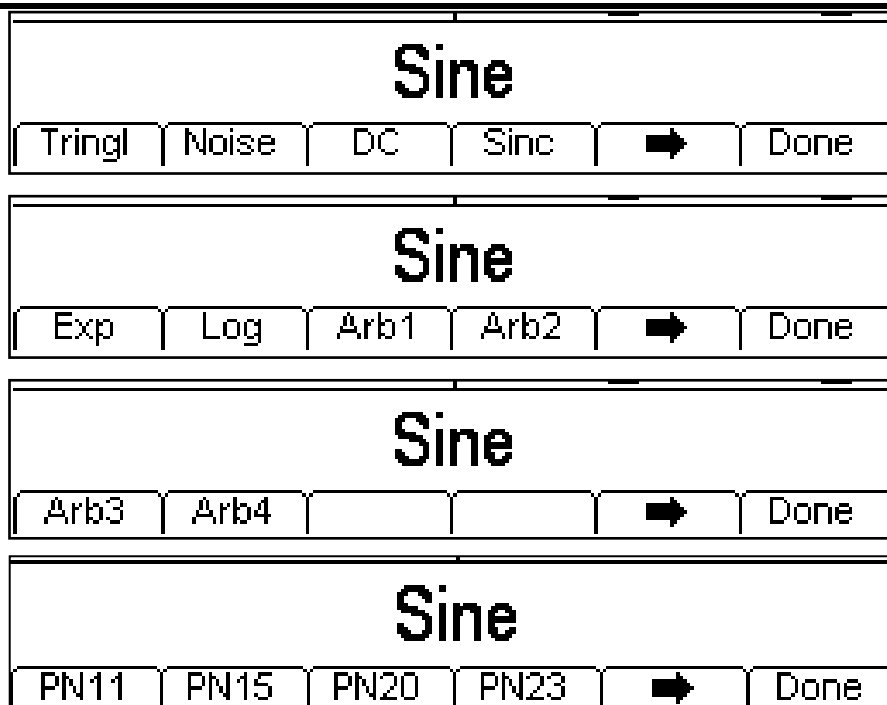 Sine
Tringl Noise DC Sinc ➡ Done
Sine
Exp Log Arb1 Arb2 ➡ Done
Sine
Arb3 Arb4 ➡ Done
Sine
PN11 PN15 PN20 PN23 ➡ Done